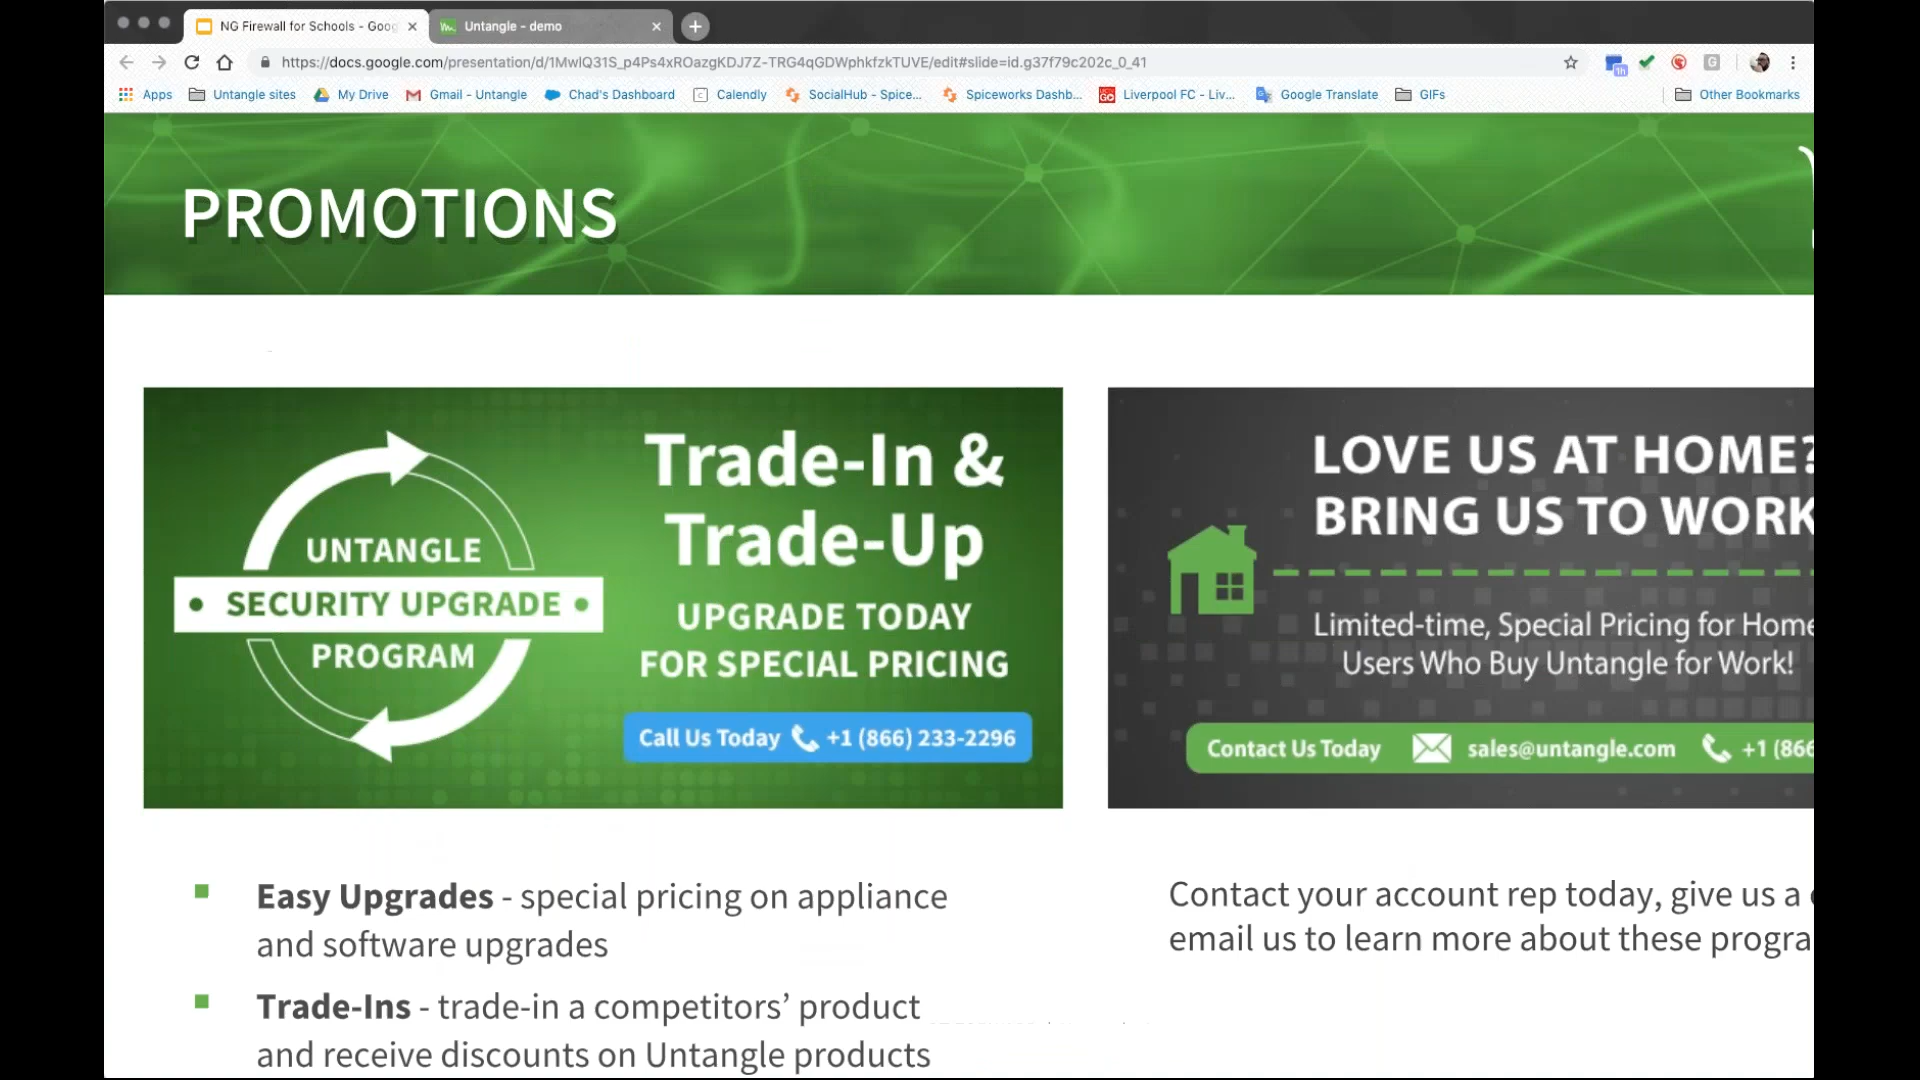 NG Firewall for Schools - Goog
Untangle - demo
https://docs.google.com/presentation/d/1MwlQ31S_p4Ps4xROazgKDJ7Z-TRG4qGDWphkfzkTUVE/edit#slide=id.g37f79c202c_0_41
1h
G
Apps
Untangle sites
My Drive
Gmail - Untangle
Chad's Dashboard
Calendly
SocialHub - Spice...
Spiceworks Dashb...
Liverpool FC - Liv...
Google Translate
GIFs
Other Bookmarks
PROMOTIONS
UNTANGLE
• SECURITY UPGRADE •
PROGRAM
Trade-In &
Trade-Up
UPGRADE TODAY
FOR SPECIAL PRICING
Call Us Today +1 (866) 233-2296
LOVE US AT HOME?
BRING US TO WORK
Limited-time, Special Pricing for Home
Users Who Buy Untangle for Work!
Contact Us Today sales@untangle.com +1 (866
Easy Upgrades - special pricing on appliance
and software upgrades
Trade-Ins - trade-in a competitors’ product
and receive discounts on Untangle products
Contact your account rep today, give us a
email us to learn more about these progra